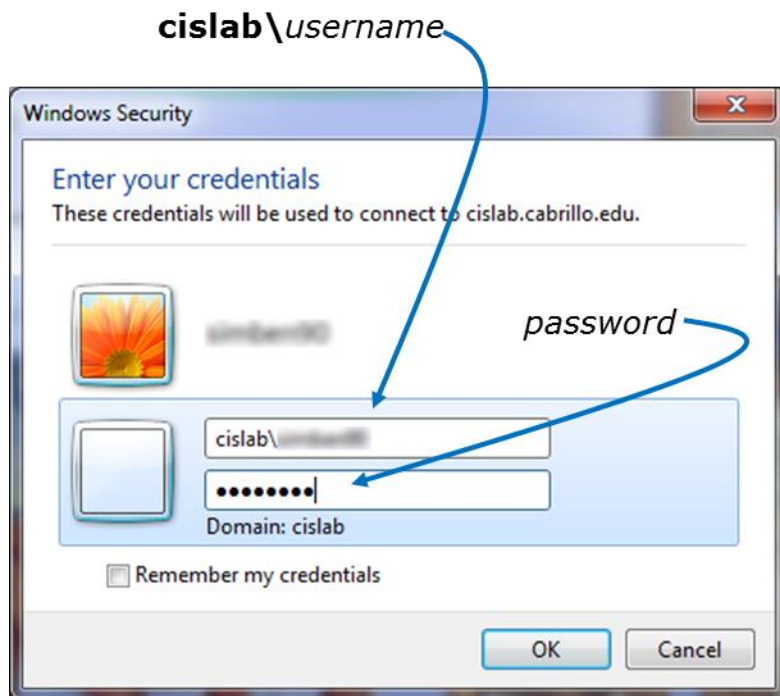 cislab\username
Windows Security
Enter your credentials
These credentials will be used to connect to cislab.cabrillo.edu.
password
cislab\
●●●●●●●●
Domain: cislab
Remember my credentials
OK
Cancel